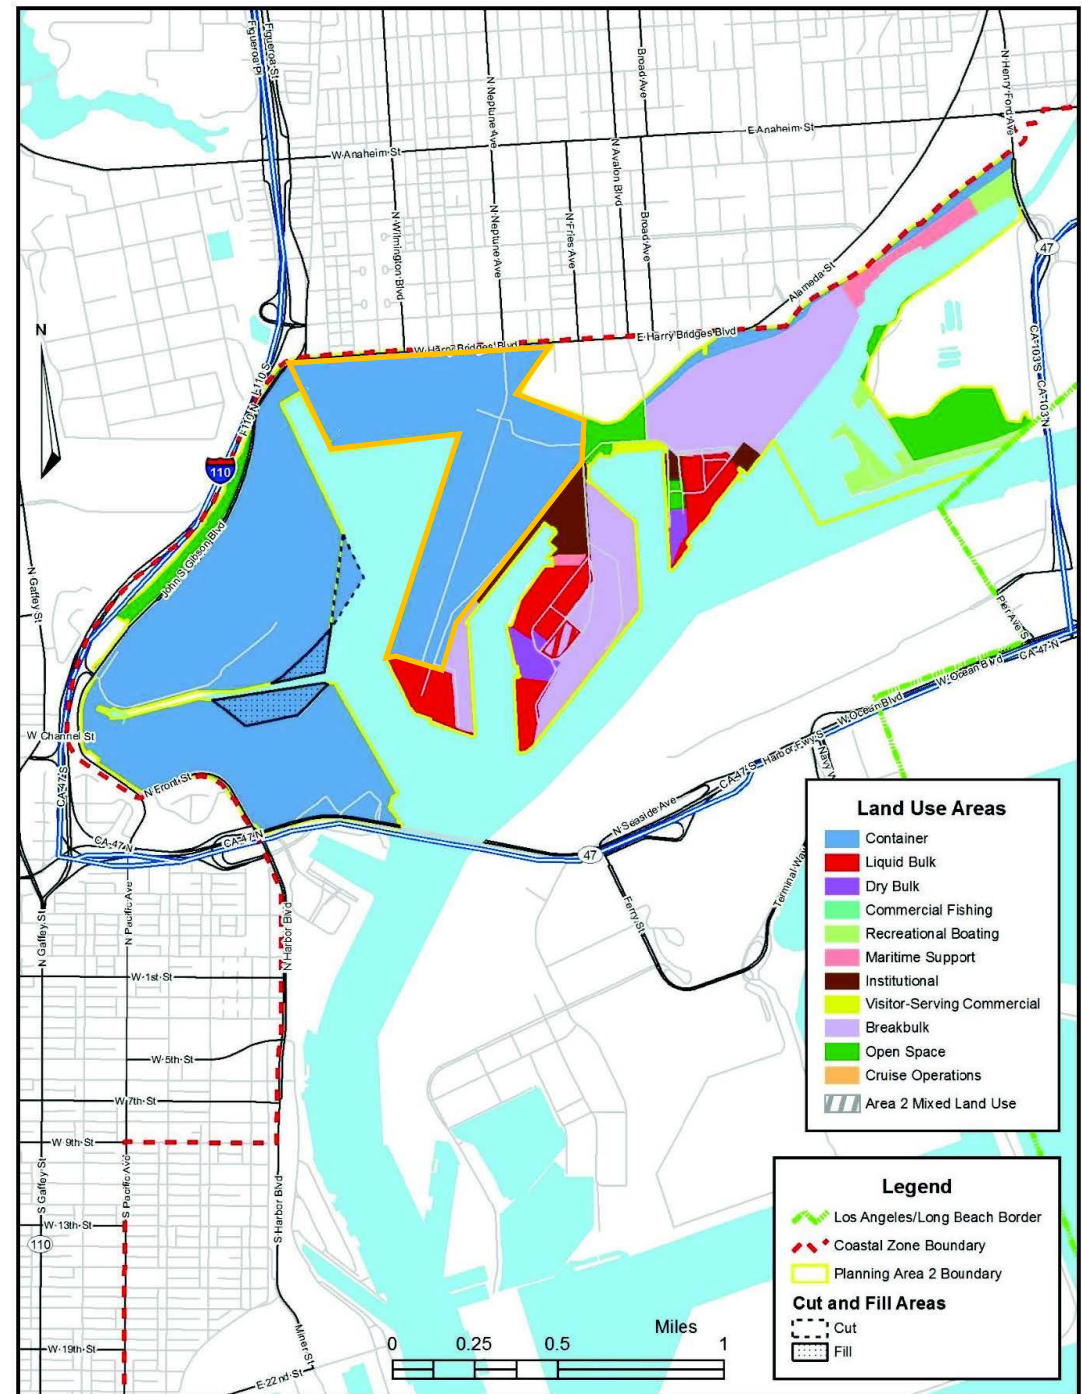 Figueroa Pl
Figueroa St
N Neptune Ave
Broad Ave
N Henry Ford Ave
W Anaheim St
E Anaheim St
N Avalon Blvd
N Wilmington Blvd
N Neptune Ave
N Fries Ave
Broad Ave
47
Alameda St
N
W Harry Bridges Blvd
E Harry Bridges Blvd
CA-103 S
CA-103 N
I-110 S
I-110 N
110
John S Gibson Blvd
N Gaffey St
Pier Ave S
CA-47 N
W Ocean Blvd
W Ocean Blvd
W Channel St
Harbor Fwy S
CA-47 S
CA-47 S
N Front St
N Seaside Ave
CA-47 N
CA-47 N
47
Terminal Way
Ferry St
N Gaffey St
N Pacific Ave
N Harbor Blvd
W 1st St
W 5th St
W 7th St
W 9th St
S Gaffey St
S Pacific Ave
S Harbor Blvd
W 13th St
110
W 19th St
Miner St
E 22nd St
Land Use Areas
Container
Liquid Bulk
Dry Bulk
Commercial Fishing
Recreational Boating
Maritime Support
Institutional
Visitor-Serving Commercial
Breakbulk
Open Space
Cruise Operations
Area 2 Mixed Land Use
Legend
Los Angeles/Long Beach Border
Coastal Zone Boundary
Planning Area 2 Boundary
Cut and Fill Areas
Cut
Fill
Miles
0 0.25 0.5 1